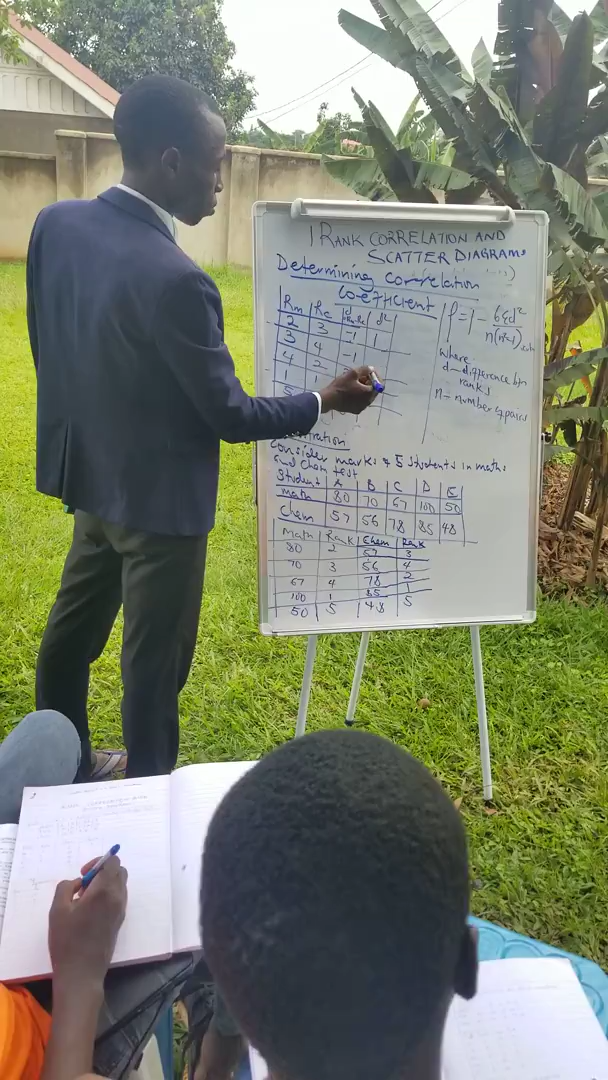 1 RANK CORRELATION AND
SCATTER DIAGRAMS
Determining correlation
coefficient
Rm Rc d d²
2 3 -1 1
3 4 -1
4 2
1 1
5
ρ = 1 - 6Σd²
n(n²-1)
where
d - difference btn
ranks
n - number of pairs
Consider marks of 5 students in maths
and chem test
Student A B C D E
math 80 70 67 100 50
Chem 57 56 78 85 48
Math Rank Chem Rank
80 2 57 3
70 3 56 4
67 4 78 2
100 1 85 1
50 5 48 5